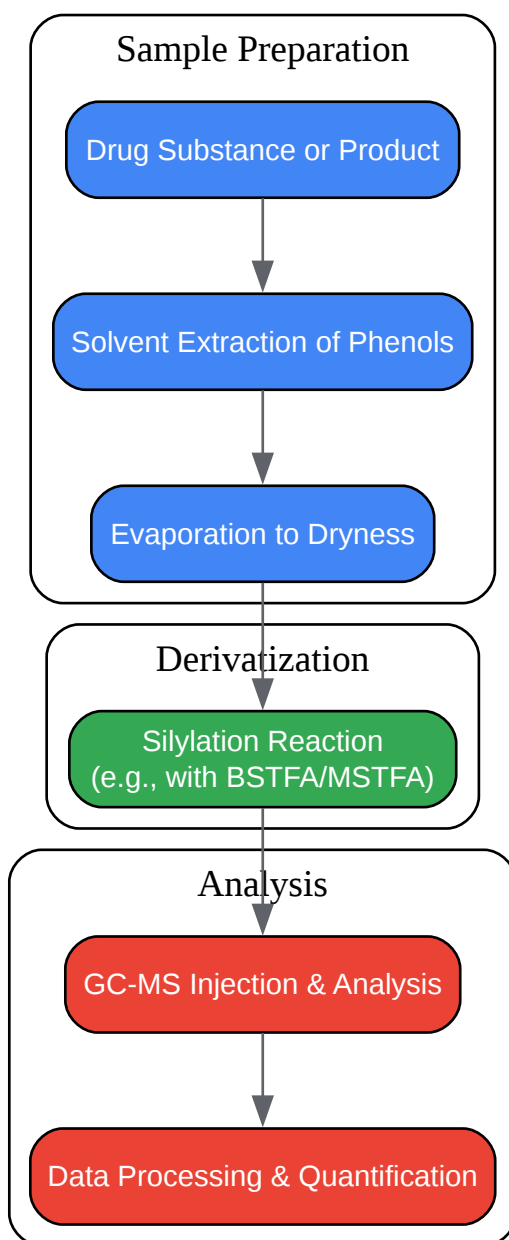 Sample Preparation
Drug Substance or Product
Solvent Extraction of Phenols
Evaporation to Dryness
Derivatization
Silylation Reaction
(e.g., with BSTFA/MSTFA)
Analysis
GC-MS Injection & Analysis
Data Processing & Quantification